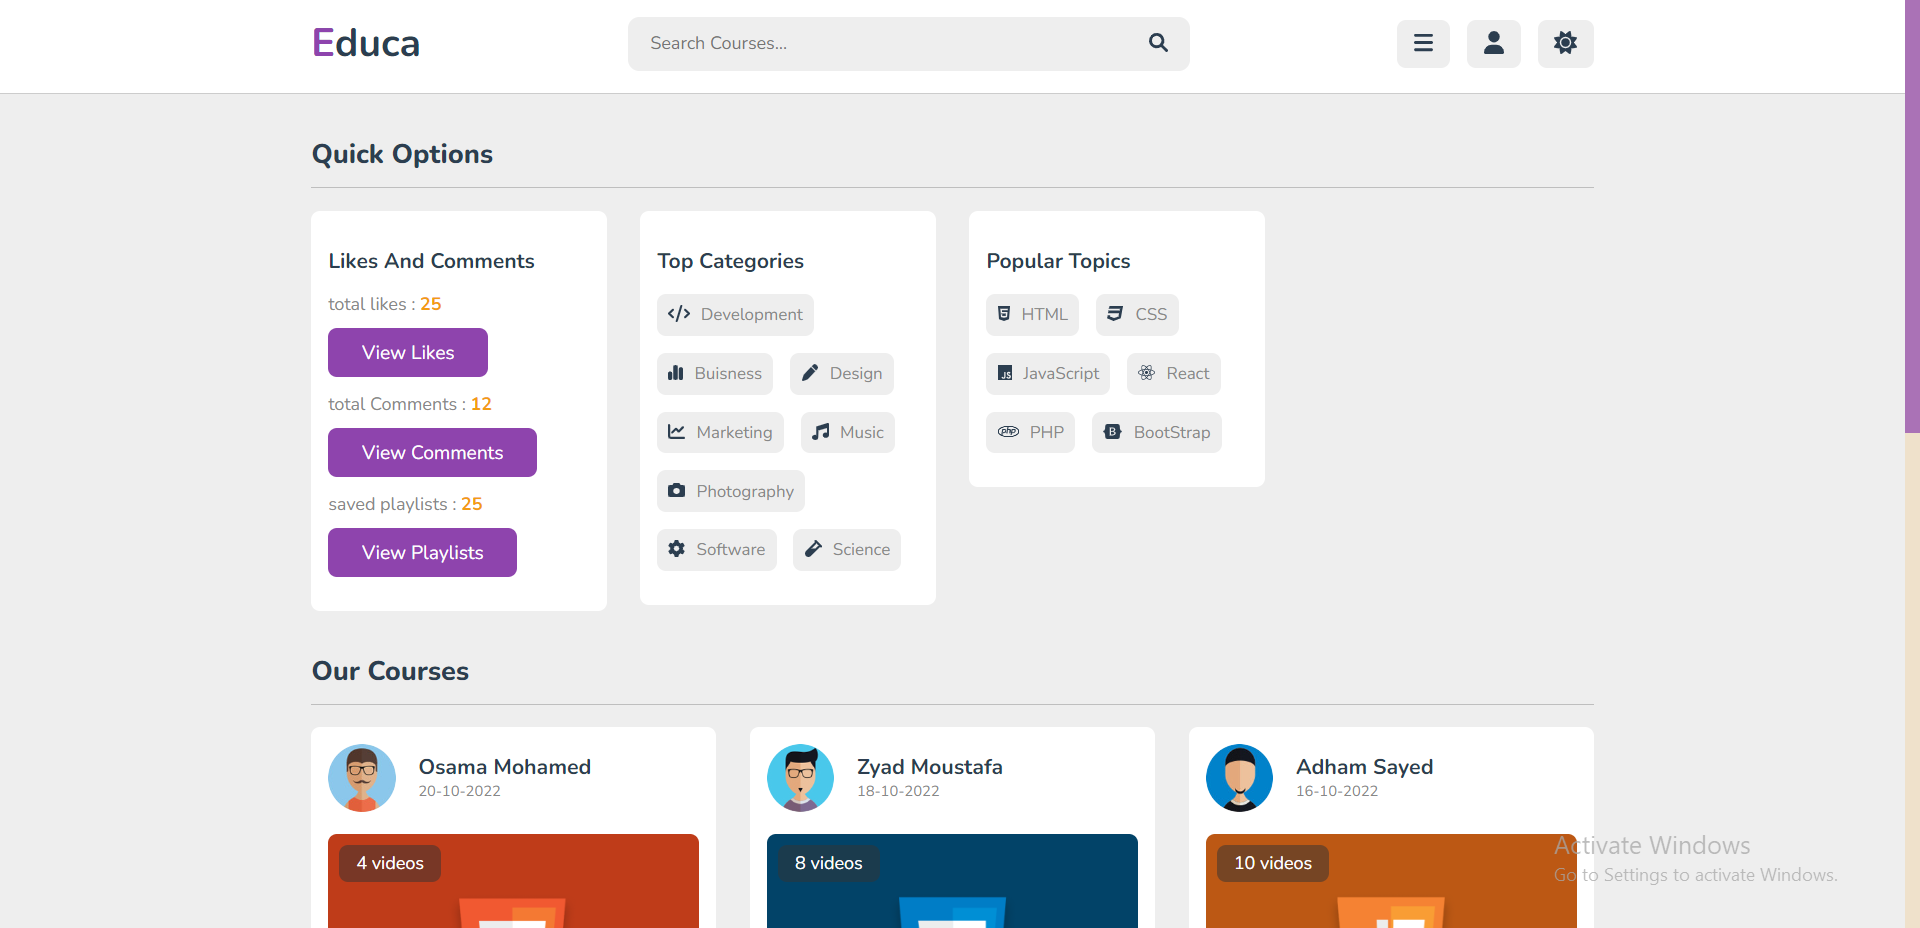 Educa
Search Courses...
Quick Options
Likes And Comments
total likes : 25
View Likes
total Comments : 12
View Comments
saved playlists : 25
View Playlists
Top Categories
Development
Buisness Design
Marketing Music
Photography
Software Science
Popular Topics
HTML CSS
JS JavaScript React
php PHP B BootStrap
Our Courses
Osama Mohamed
20-10-2022
4 videos
Zyad Moustafa
18-10-2022
8 videos
Adham Sayed
16-10-2022
10 videos
Activate Windows
Go to Settings to activate Windows.